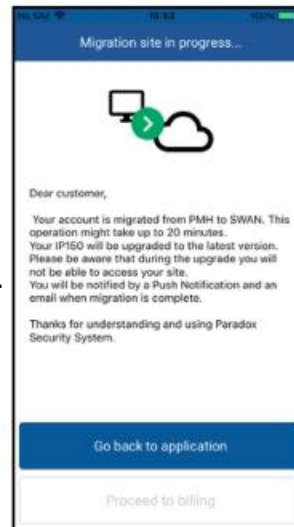 No SIM
100%
Migration site in progress...
Dear customer,
Your account is migrated from PMH to SWAN. This
operation might take up to 20 minutes.
Your IP150 will be upgraded to the latest version.
Please be aware that during the upgrade you will
not be able to access your site.
You will be notified by a Push Notification and an
email when migration is complete.
Thanks for understanding and using Paradox
Security System.
Go back to application
Proceed to billing